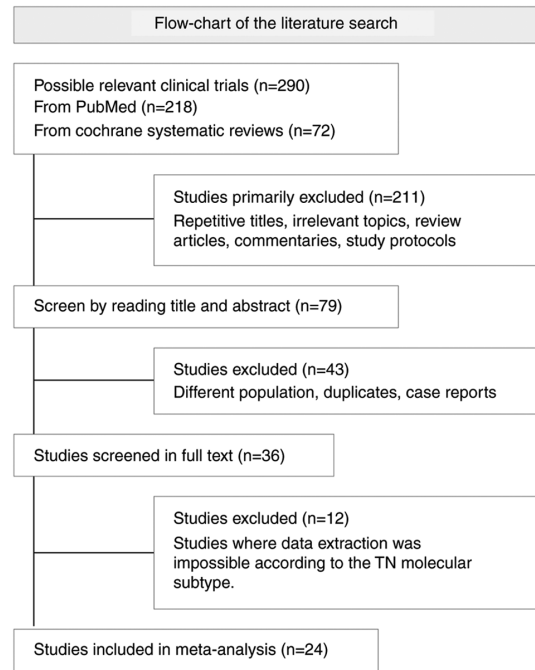 Flow-chart of the literature search
Possible relevant clinical trials (n=290)
From PubMed (n=218)
From cochrane systematic reviews (n=72)
Studies primarily excluded (n=211)
Repetitive titles, irrelevant topics, review
articles, commentaries, study protocols
Screen by reading title and abstract (n=79)
Studies excluded (n=43)
Different population, duplicates, case reports
Studies screened in full text (n=36)
Studies excluded (n=12)
Studies where data extraction was
impossible according to the TN molecular
subtype.
Studies included in meta-analysis (n=24)